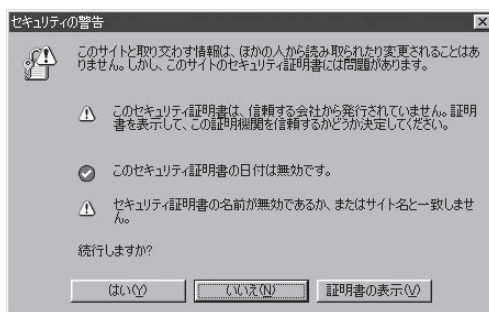 セキュリティの警告
このサイトと取り交わす情報は、ほかの人から読み取られたり変更されることはあ
りません。しかし、このサイトのセキュリティ証明書には問題があります。
このセキュリティ証明書は、信頼する会社から発行されていません。証明
書を表示して、この証明機関を信頼するかどうか決定してください。
このセキュリティ証明書の日付は無効です。
セキュリティ証明書の名前が無効であるか、またはサイト名と一致しませ
ん。
続行しますか?
はい(Y) いいえ(N) 証明書の表示(V)